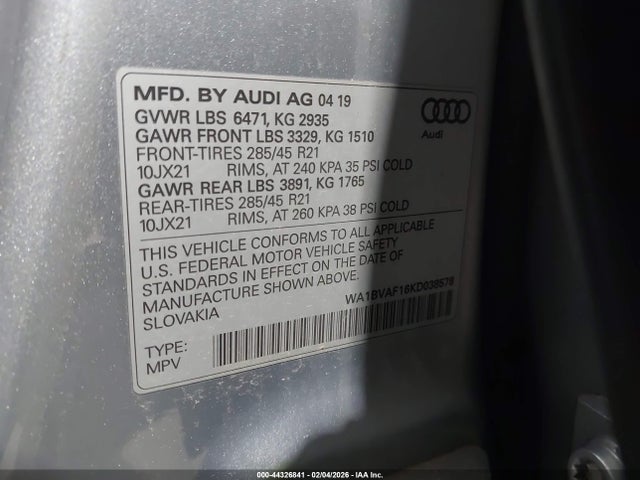 MFD. BY AUDI AG 04 19
GVWR LBS 6471, KG 2935
GAWR FRONT LBS 3329, KG 1510
FRONT-TIRES 285/45 R21
10JX21 RIMS, AT 240 KPA 35 PSI COLD
GAWR REAR LBS 3891, KG 1765
REAR-TIRES 285/45 R21
10JX21 RIMS, AT 260 KPA 38 PSI COLD
Audi
THIS VEHICLE CONFORMS TO ALL APPLICABLE
U.S. FEDERAL MOTOR VEHICLE SAFETY
STANDARDS IN EFFECT ON THE DATE OF
MANUFACTURE SHOWN ABOVE.
SLOVAKIA
WA1BVAF16KD038578
TYPE:
MPV
000-44326841 - 02/04/2026 - IAA Inc.